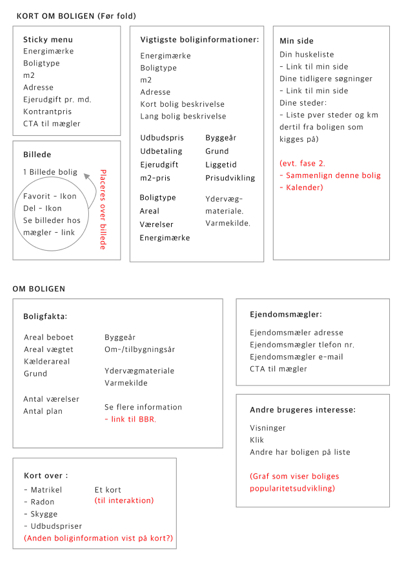 KORT OM BOLIGEN (Før fold)
Sticky menu
Energimærke
Boligtype
m2
Adresse
Ejerudgift pr. md.
Kontrantpris
CTA til mægler
Billede
1 Billede bolig
Favorit - Ikon
Del - Ikon
Se billeder hos
mægler - link
Placeres over billede
Vigtigste boliginformationer:
Energimærke
Boligtype
m2
Adresse
Kort bolig beskrivelse
Lang bolig beskrivelse
Udbudspris
Udbetaling
Ejerudgift
m2-pris
Byggeår
Grund
Liggetid
Prisudvikling
Boligtype
Areal
Værelser
Energimærke
Ydervæg-
materiale.
Varmekilde.
Min side
Din huskeliste
- Link til min side
Dine tidligere søgninger
- Link til min side
Dine steder:
- Liste pver steder og km
dertil fra boligen som
kigges på)
(evt. fase 2.
- Sammenlign denne bolig
- Kalender)
OM BOLIGEN
Boligfakta:
Areal beboet
Areal vægtet
Kælderareal
Grund
Antal værelser
Antal plan
Byggeår
Om-/tilbygningsår
Ydervægmateriale
Varmekilde
Se flere information
- link til BBR.
Ejendomsmægler:
Ejendomsmæler adresse
Ejendomsmægler tlefon nr.
Ejendomsmægler e-mail
CTA til mægler
Andre brugeres interesse:
Visninger
Klik
Andre har boligen på liste
(Graf som viser boliges
popularitetsudvikling)
Kort over :
- Matrikel
- Radon
- Skygge
- Udbudspriser
Et kort
(til interaktion)
(Anden boliginformation vist på kort?)